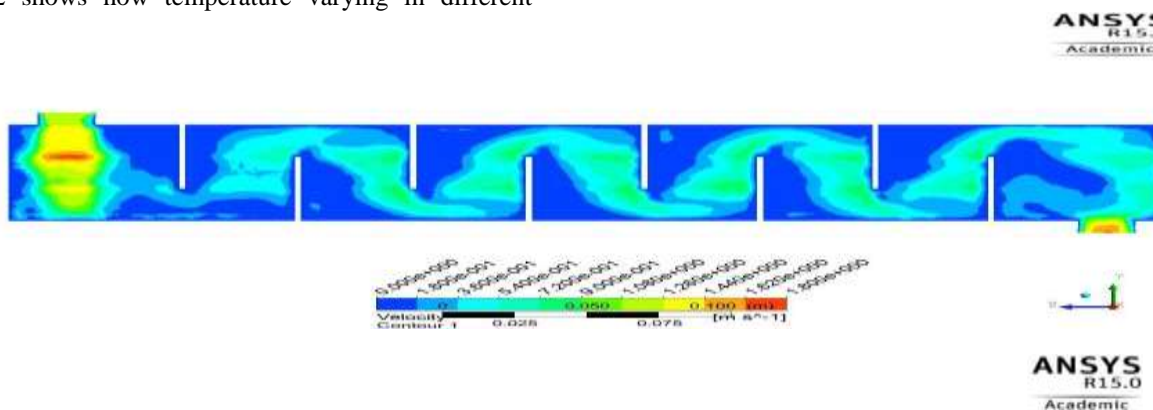 2 shows how temperature varying in different
ANSYS
R15.
Academic
0.000e+000
1.800e-001
3.600e-001
5.400e-001
7.200e-001
9.000e-001
1.080e+000
1.260e+000
1.440e+000
1.620e+000
1.800e+000
0 0.050 0.100 (m)
Velocity [m s^-1]
Contour 1 0.025 0.075
ANSYS
R15.0
Academic